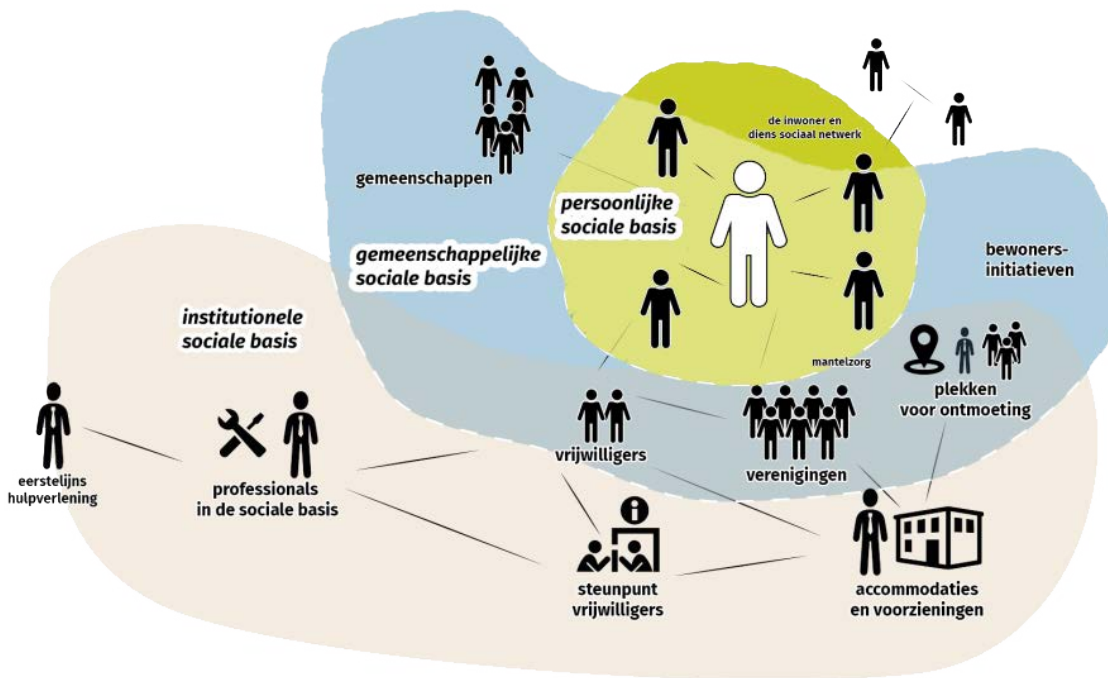 de inwoner en
diens sociaal netwerk
gemeenschappen
persoonlijke
sociale basis
gemeenschappelijke
sociale basis
bewoners-
initiatieven
institutionele
sociale basis
mantelzorg
plekken
voor ontmoeting
vrijwilligers
verenigingen
eerstelijns
hulpverlening
professionals
in de sociale basis
i
steunpunt
vrijwilligers
accommodaties
en voorzieningen